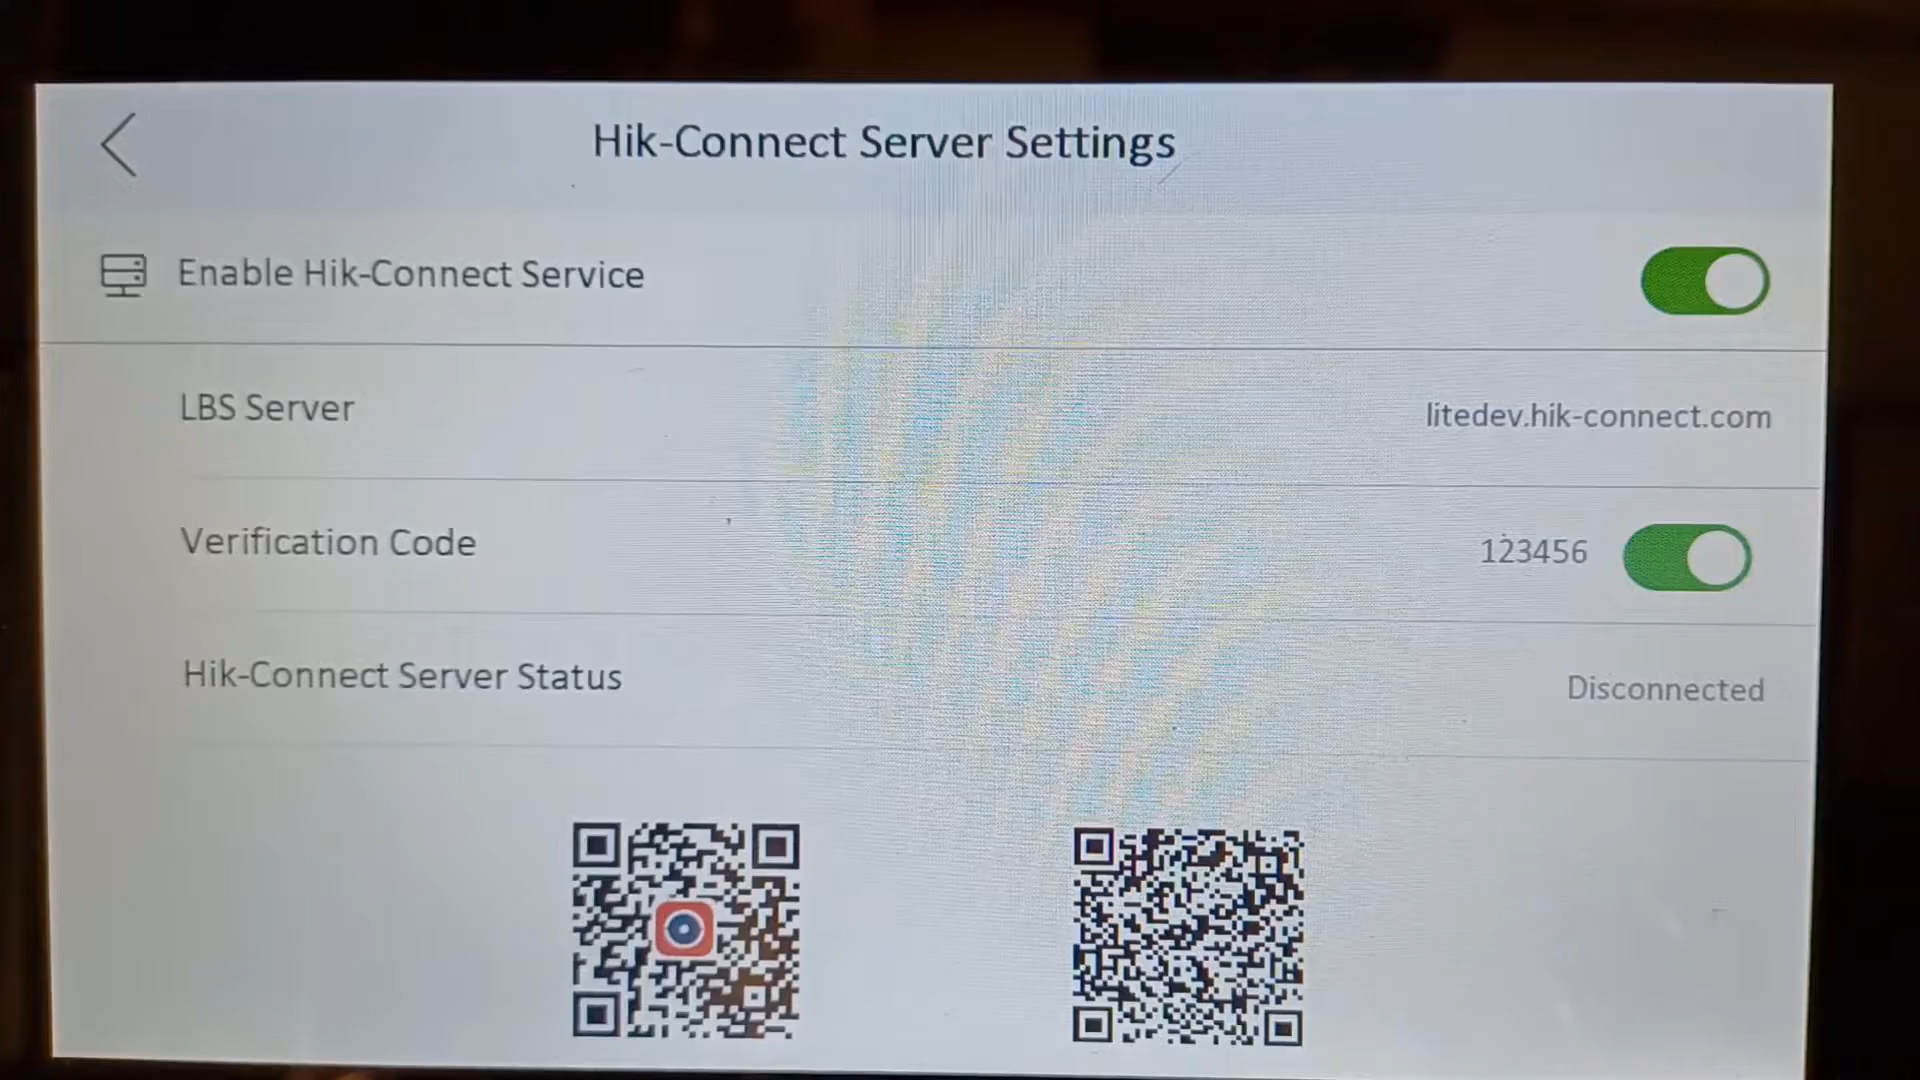 Hik-Connect Server Settings
Enable Hik-Connect Service
LBS Server
litedev.hik-connect.com
Verification Code
123456
Hik-Connect Server Status
Disconnected